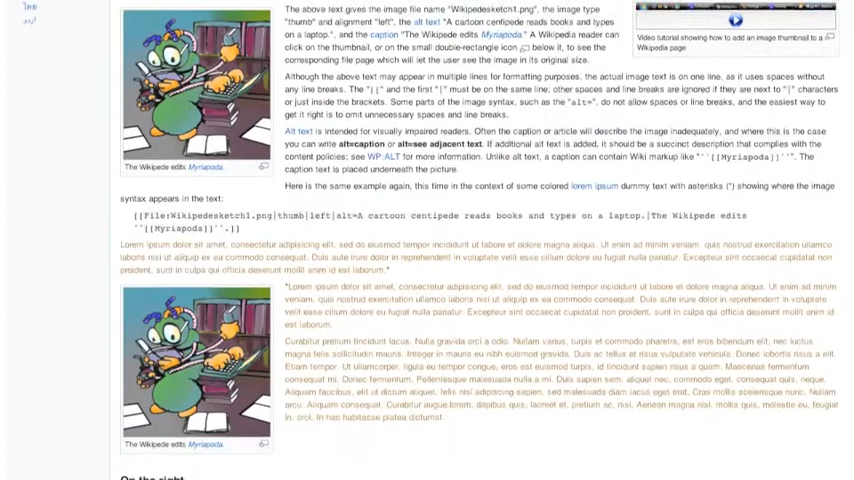 ไทย
اردو
The above text gives the image file name "Wikipedesketch1.png", the image type
"thumb" and alignment "left", the alt text "A cartoon centipede reads books and types
on a laptop.", and the caption "The Wikipede edits Myriapoda." A Wikipedia reader can
click on the thumbnail, or on the small double-rectangle icon below it, to see the
corresponding file page which will let the user see the image in its original size.
Video tutorial showing how to add an image thumbnail to a
Wikipedia page
Although the above text may appear in multiple lines for formatting purposes, the actual image text is on one line, as it uses spaces without
any line breaks. The "[[" and the first "|" must be on the same line; other spaces and line breaks are ignored if they are next to "|" characters
or just inside the brackets. Some parts of the image syntax, such as the "alt=", do not allow spaces or line breaks, and the easiest way to
get it right is to omit unnecessary spaces and line breaks.
Alt text is intended for visually impaired readers. Often the caption or article will describe the image inadequately, and where this is the case
you can write alt=caption or alt=see adjacent text. If additional alt text is added, it should be a succinct description that complies with the
content policies; see WP:ALT for more information. Unlike alt text, a caption can contain Wiki markup like "''[[Myriapoda]]''". The
caption text is placed underneath the picture.
The Wikipede edits Myriapoda.
Here is the same example again, this time in the context of some colored lorem ipsum dummy text with asterisks (*) showing where the image
syntax appears in the text:
[[File:Wikipedesketch1.png|thumb|left|alt=A cartoon centipede reads books and types on a laptop.|The Wikipede edits
''[[Myriapoda]]''.]]
Lorem ipsum dolor sit amet, consectetur adipisicing elit, sed do eiusmod tempor incididunt ut labore et dolore magna aliqua. Ut enim ad minim veniam, quis nostrud exercitation ullamco
laboris nisi ut aliquip ex ea commodo consequat. Duis aute irure dolor in reprehenderit in voluptate velit esse cillum dolore eu fugiat nulla pariatur. Excepteur sint occaecat cupidatat non
proident, sunt in culpa qui officia deserunt mollit anim id est laborum.*
*Lorem ipsum dolor sit amet, consectetur adipisicing elit, sed do eiusmod tempor incididunt ut labore et dolore magna aliqua. Ut enim ad minim
veniam, quis nostrud exercitation ullamco laboris nisi ut aliquip ex ea commodo consequat. Duis aute irure dolor in reprehenderit in voluptate
velit esse cillum dolore eu fugiat nulla pariatur. Excepteur sint occaecat cupidatat non proident, sunt in culpa qui officia deserunt mollit anim id
est laborum.
Curabitur pretium tincidunt lacus. Nulla gravida orci a odio. Nullam varius, turpis et commodo pharetra, est eros bibendum elit, nec luctus
magna felis sollicitudin mauris. Integer in mauris eu nibh euismod gravida. Duis ac tellus et risus vulputate vehicula. Donec lobortis risus a elit.
Etiam tempor. Ut ullamcorper, ligula eu tempor congue, eros est euismod turpis, id tincidunt sapien risus a quam. Maecenas fermentum
consequat mi. Donec fermentum. Pellentesque malesuada nulla a mi. Duis sapien sem, aliquet nec, commodo eget, consequat quis, neque.
Aliquam faucibus, elit ut dictum aliquet, felis nisl adipiscing sapien, sed malesuada diam lacus eget erat. Cras mollis scelerisque nunc. Nullam
arcu. Aliquam consequat. Curabitur augue lorem, dapibus quis, laoreet et, pretium ac, nisi. Aenean magna nisl, mollis quis, molestie eu, feugiat
in, orci. In hac habitasse platea dictumst.
The Wikipede edits Myriapoda.
On the right